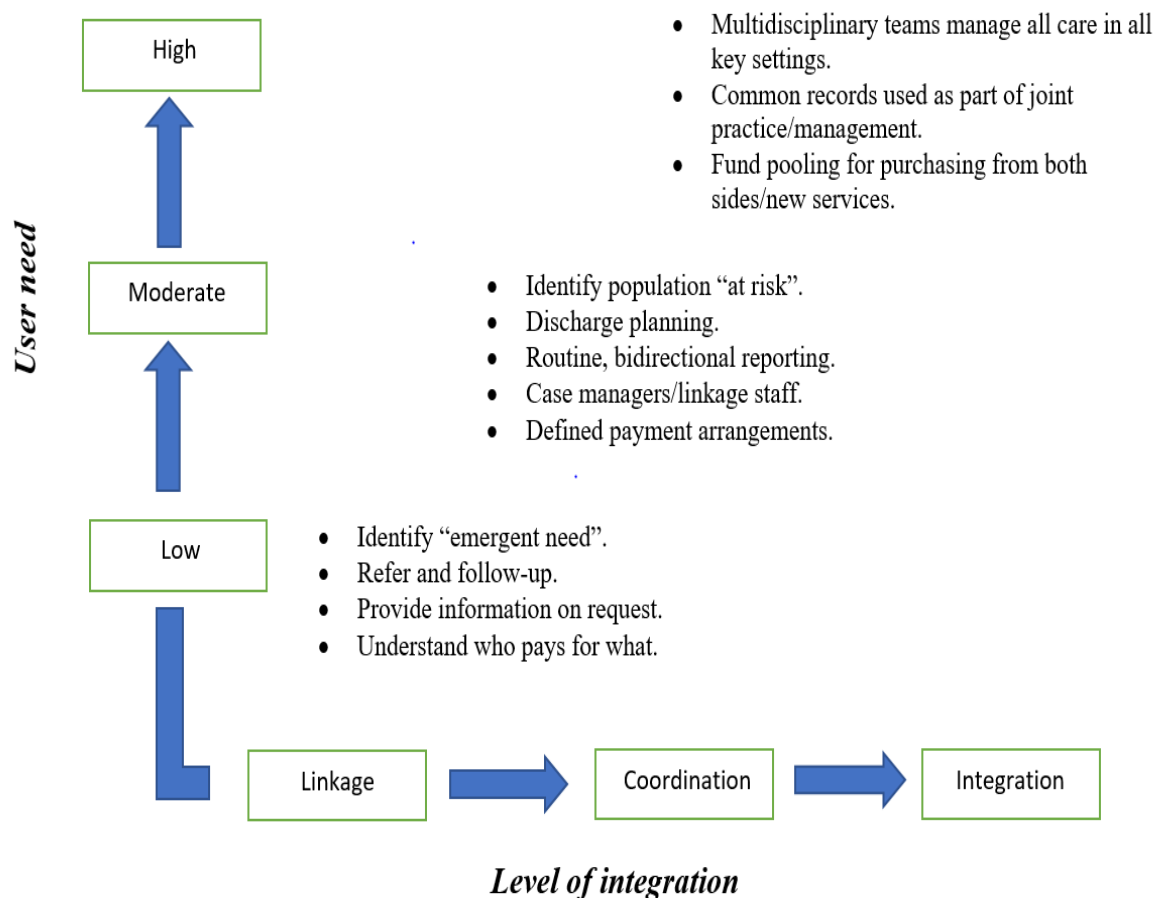 High
• Multidisciplinary teams manage all care in all
key settings.
• Common records used as part of joint
practice/management.
• Fund pooling for purchasing from both
sides/new services.
User need
Moderate
• Identify population “at risk”.
• Discharge planning.
• Routine, bidirectional reporting.
• Case managers/linkage staff.
• Defined payment arrangements.
Low
• Identify “emergent need”.
• Refer and follow-up.
• Provide information on request.
• Understand who pays for what.
Linkage
Coordination
Integration
Level of integration